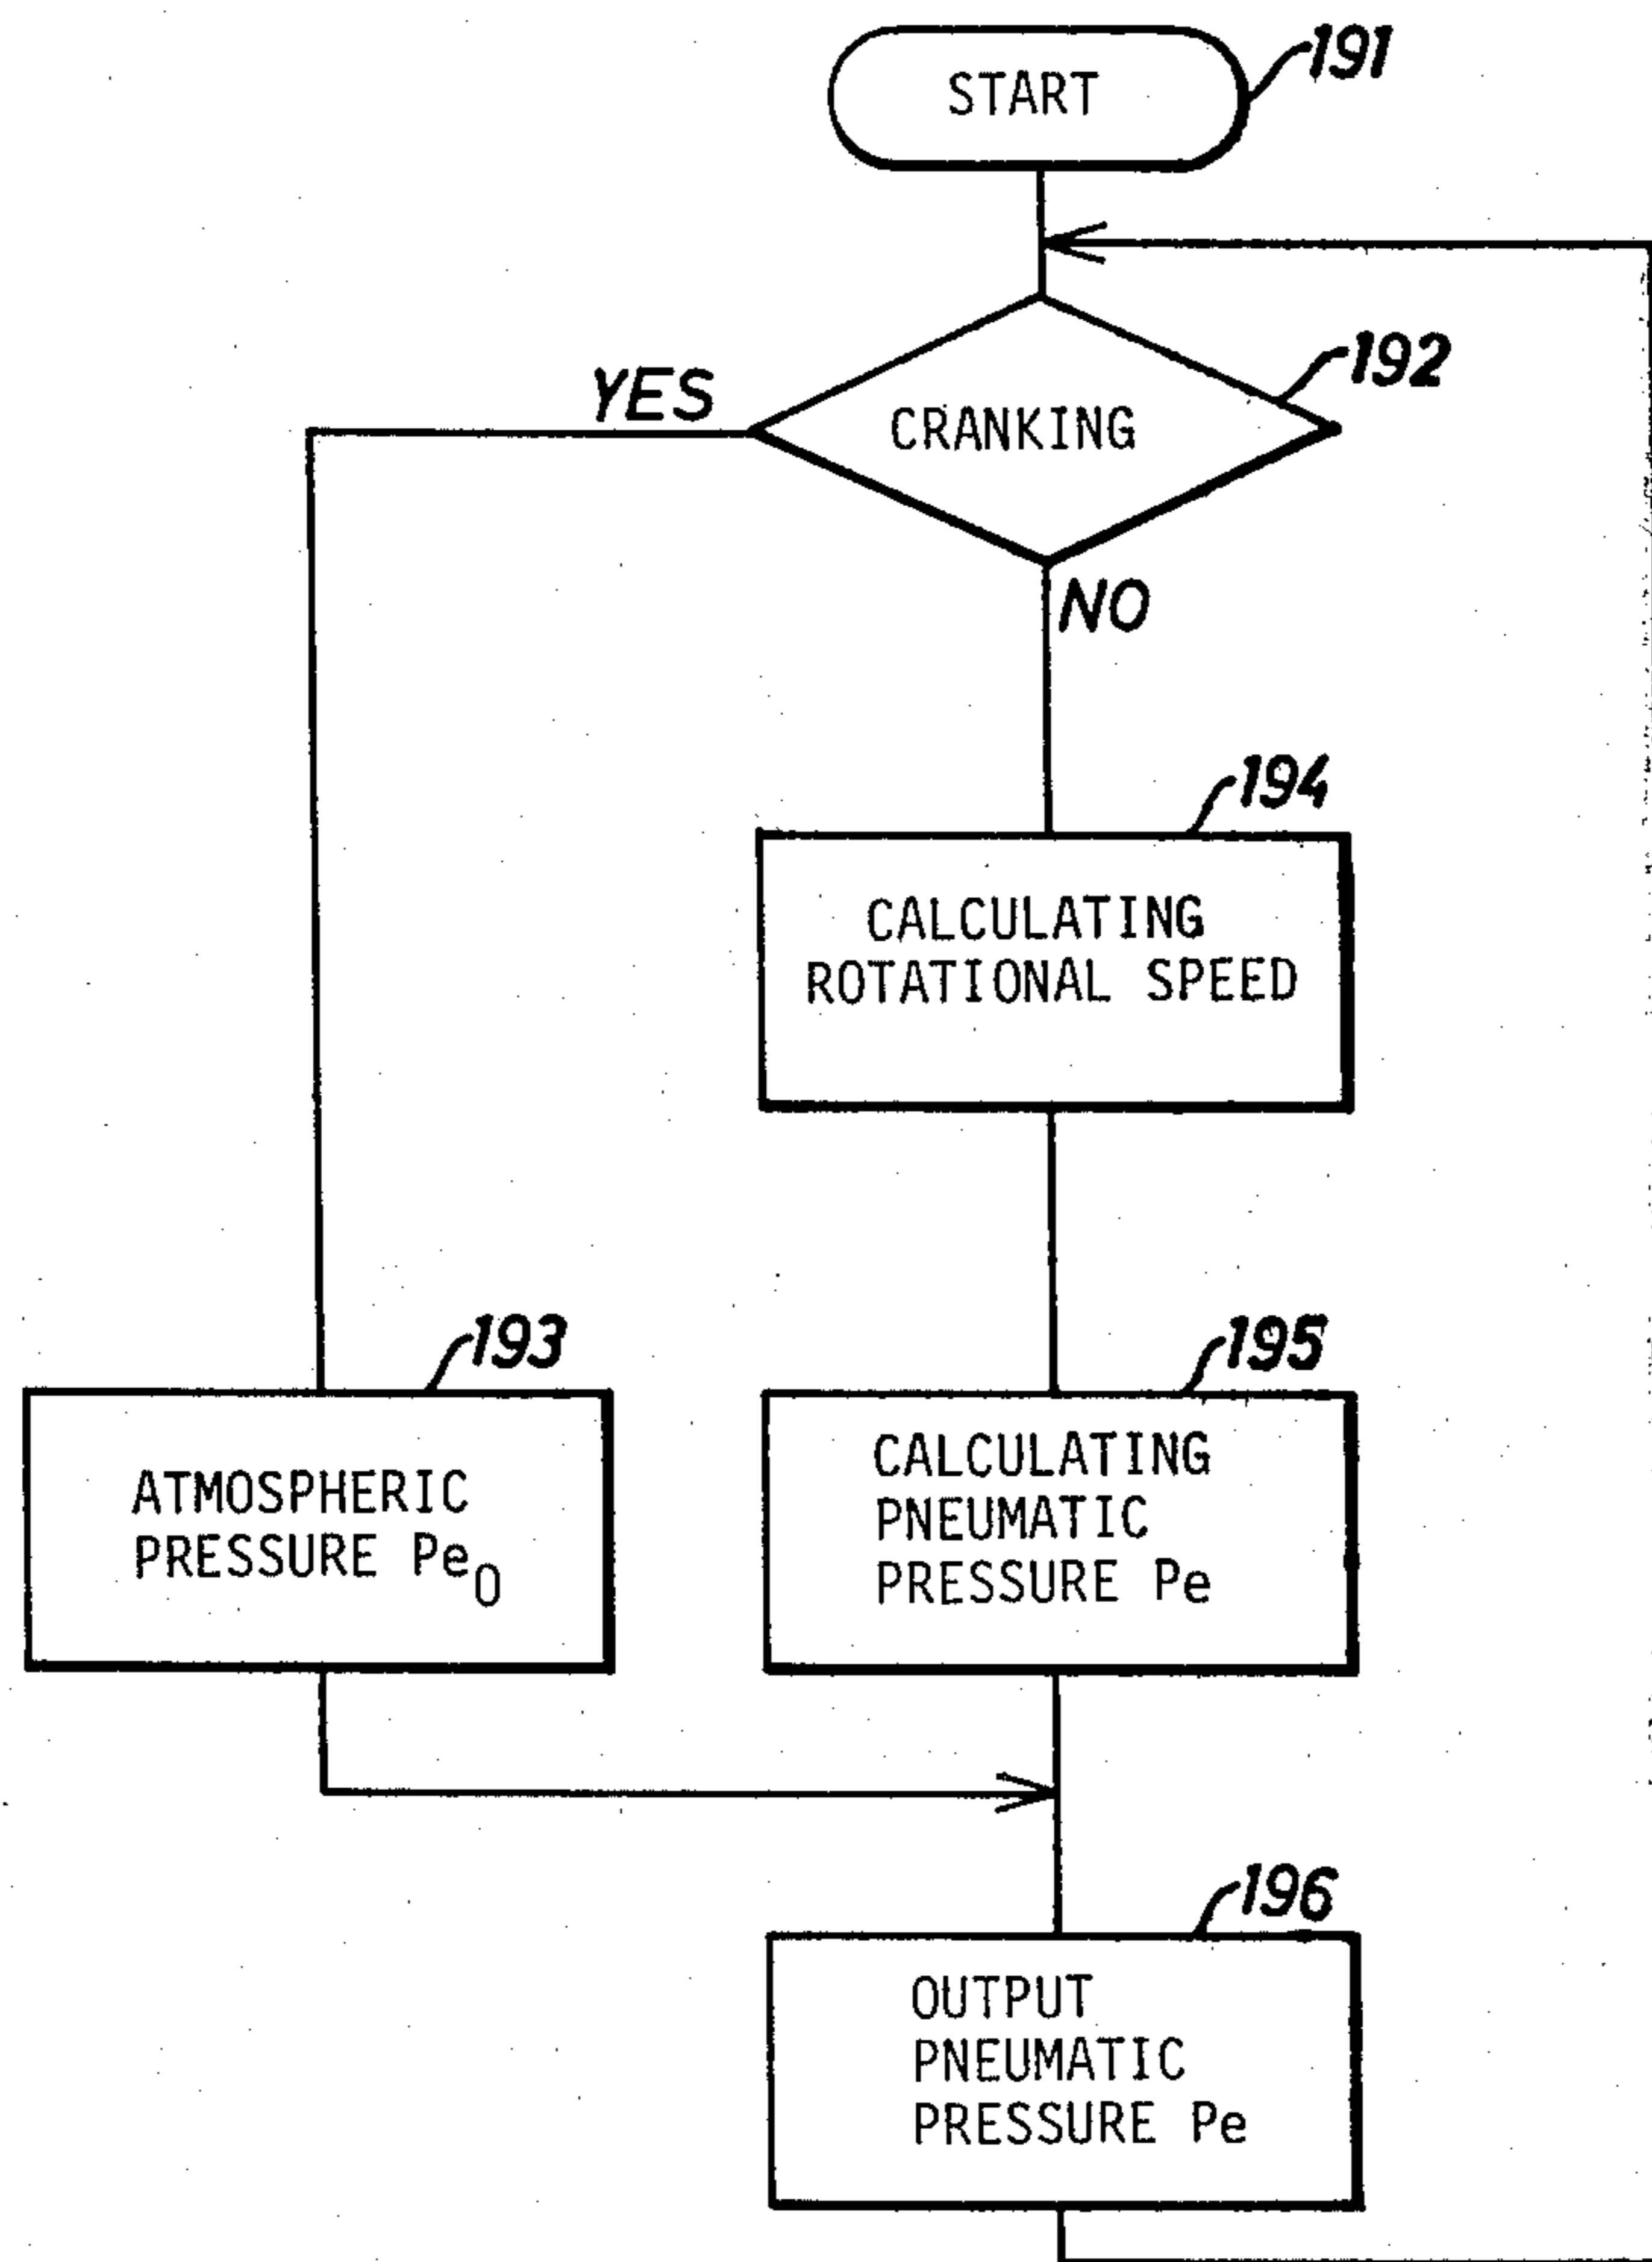 START
191
192
YES
CRANKING
NO
194
CALCULATING
ROTATIONAL SPEED
193
ATMOSPHERIC
PRESSURE Pe0
195
CALCULATING
PNEUMATIC
PRESSURE Pe
196
OUTPUT
PNEUMATIC
PRESSURE Pe